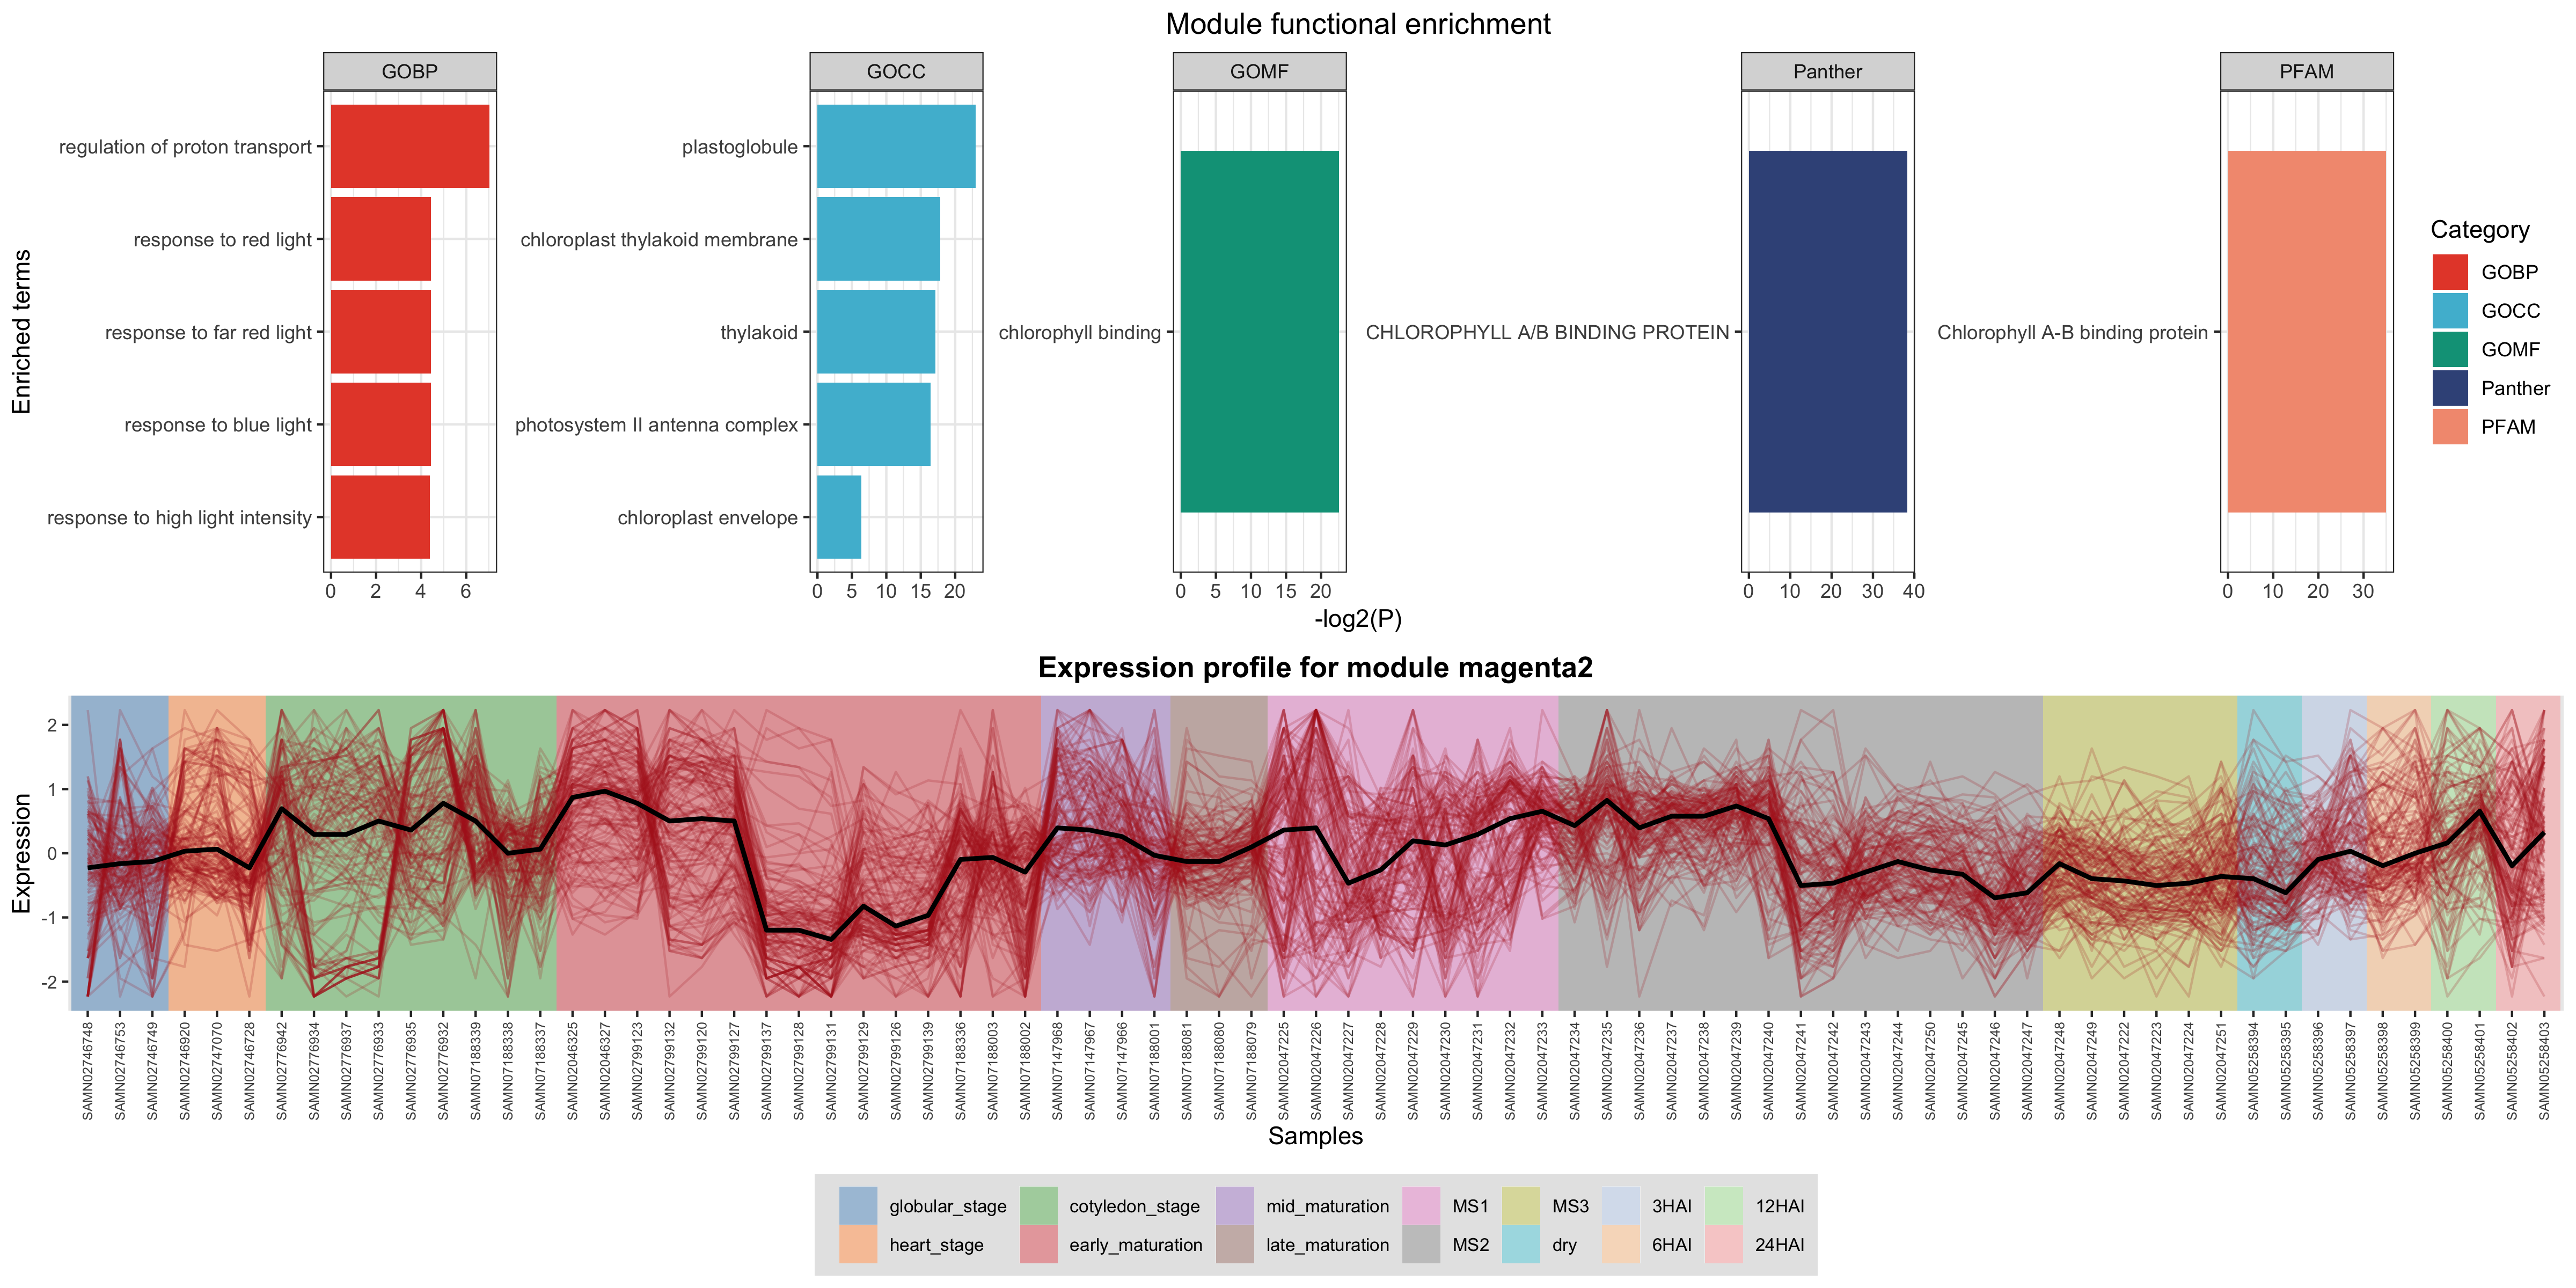 Module functional enrichment
GOBP
GOCC
GOMF
Panther
PFAM
Enriched terms
regulation of proton transport
response to red light
response to far red light
response to blue light
response to high light intensity
plastoglobule
chloroplast thylakoid membrane
thylakoid
photosystem II antenna complex
chloroplast envelope
chlorophyll binding
CHLOROPHYLL A/B BINDING PROTEIN
Chlorophyll A-B binding protein
0 2 4 6
0 5 10 15 20
0 5 10 15 20
0 10 20 30 40
0 10 20 30
-log2(P)
Category
GOBP
GOCC
GOMF
Panther
PFAM
Expression profile for module magenta2
Expression
2
1
0
-1
-2
SAMN02746748
SAMN02746753
SAMN02746749
SAMN02746920
SAMN02747070
SAMN02746728
SAMN02776942
SAMN02776934
SAMN02776937
SAMN02776933
SAMN02776935
SAMN02776932
SAMN07188339
SAMN07188338
SAMN07188337
SAMN02046325
SAMN02046327
SAMN02799123
SAMN02799132
SAMN02799120
SAMN02799127
SAMN02799137
SAMN02799128
SAMN02799131
SAMN02799129
SAMN02799126
SAMN02799139
SAMN07188336
SAMN07188003
SAMN07188002
SAMN07147968
SAMN07147967
SAMN07147966
SAMN07188001
SAMN07188081
SAMN07188080
SAMN07188079
SAMN02047225
SAMN02047226
SAMN02047227
SAMN02047228
SAMN02047229
SAMN02047230
SAMN02047231
SAMN02047232
SAMN02047233
SAMN02047234
SAMN02047235
SAMN02047236
SAMN02047237
SAMN02047238
SAMN02047239
SAMN02047240
SAMN02047241
SAMN02047242
SAMN02047243
SAMN02047244
SAMN02047250
SAMN02047245
SAMN02047246
SAMN02047247
SAMN02047248
SAMN02047249
SAMN02047222
SAMN02047223
SAMN02047224
SAMN02047251
SAMN05258394
SAMN05258395
SAMN05258396
SAMN05258397
SAMN05258398
SAMN05258399
SAMN05258400
SAMN05258401
SAMN05258402
SAMN05258403
Samples
globular_stage cotyledon_stage mid_maturation MS1 MS3 3HAI 12HAI
heart_stage early_maturation late_maturation MS2 dry 6HAI 24HAI